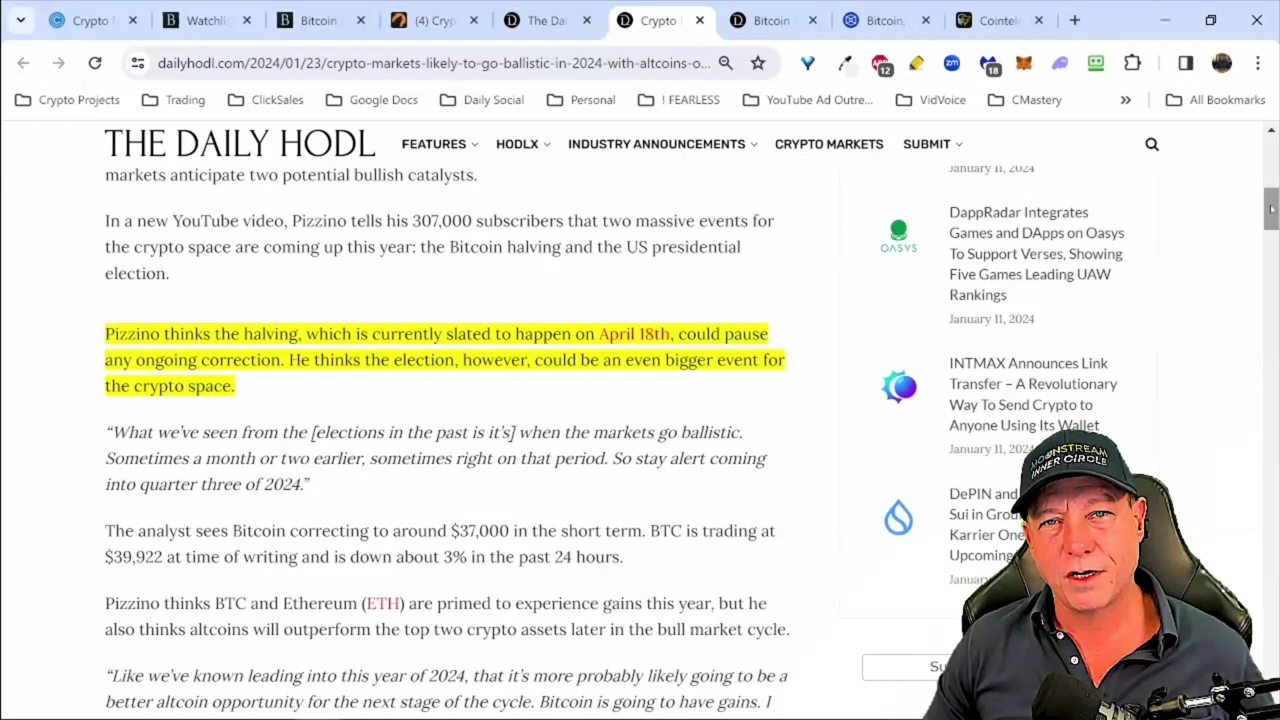 Crypto
Watchli
Bitcoin
(4) Cryp
The Dai
Crypto
Bitcoin
Bitcoin,
Cointel
dailyhodl.com/2024/01/23/crypto-markets-likely-to-go-ballistic-in-2024-with-altcoins-o...
12
zm
18
Crypto Projects
Trading
ClickSales
Google Docs
Daily Social
Personal
! FEARLESS
YouTube Ad Outre...
VidVoice
CMastery
»
All Bookmarks
THE DAILY HODL
FEATURES
HODLX
INDUSTRY ANNOUNCEMENTS
CRYPTO MARKETS
SUBMIT
markets anticipate two potential bullish catalysts.
In a new YouTube video, Pizzino tells his 307,000 subscribers that two massive events for
the crypto space are coming up this year: the Bitcoin halving and the US presidential
election.
Pizzino thinks the halving, which is currently slated to happen on April 18th, could pause
any ongoing correction. He thinks the election, however, could be an even bigger event for
the crypto space.
“What we’ve seen from the [elections in the past is it’s] when the markets go ballistic.
Sometimes a month or two earlier, sometimes right on that period. So stay alert coming
into quarter three of 2024.”
The analyst sees Bitcoin correcting to around $37,000 in the short term. BTC is trading at
$39,922 at time of writing and is down about 3% in the past 24 hours.
Pizzino thinks BTC and Ethereum (ETH) are primed to experience gains this year, but he
also thinks altcoins will outperform the top two crypto assets later in the bull market cycle.
“Like we’ve known leading into this year of 2024, that it’s more probably likely going to be a
better altcoin opportunity for the next stage of the cycle. Bitcoin is going to have gains. I
January 11, 2024
OASYS
DappRadar Integrates
Games and DApps on Oasys
To Support Verses, Showing
Five Games Leading UAW
Rankings
January 11, 2024
INTMAX Announces Link
Transfer – A Revolutionary
Way To Send Crypto to
Anyone Using Its Wallet
January 11, 2024
DePIN and
Sui in Grou
Karrier One
Upcoming
Janua
Su
MOONSTREAM
INNER CIRCLE